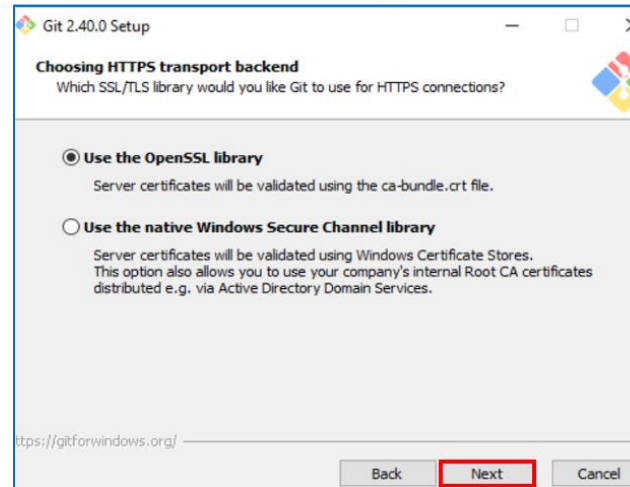 Git 2.40.0 Setup
Choosing HTTPS transport backend
Which SSL/TLS library would you like Git to use for HTTPS connections?
Use the OpenSSL library
Server certificates will be validated using the ca-bundle.crt file.
Use the native Windows Secure Channel library
Server certificates will be validated using Windows Certificate Stores.
This option also allows you to use your company's internal Root CA certificates
distributed e.g. via Active Directory Domain Services.
ttps://gitforwindows.org/
Back Next Cancel